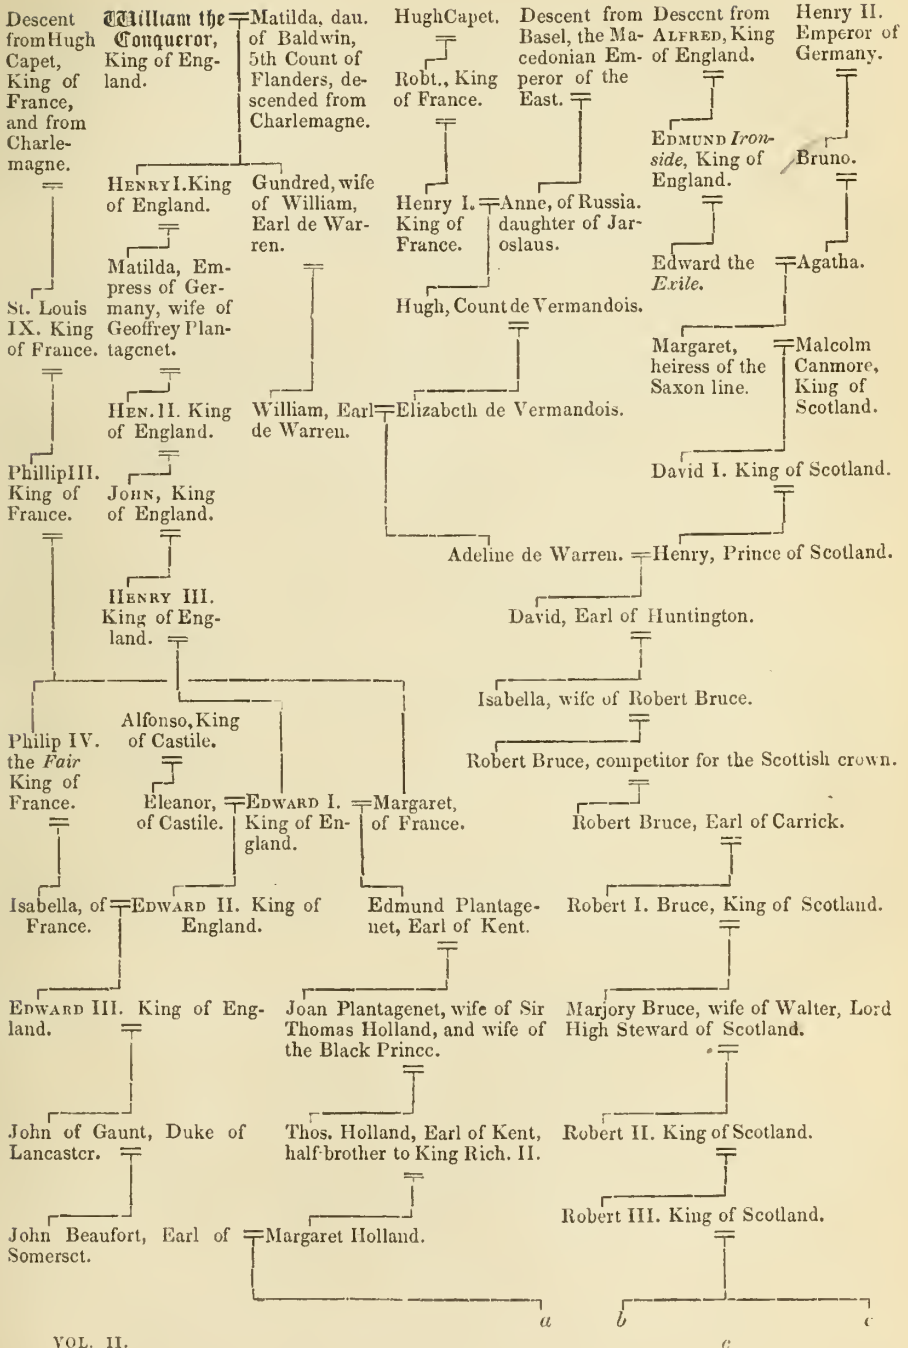 Descent
from Hugh
Capet,
King of
France,
and from
Charle-
magne.
William the
Conqueror,
King of Eng-
land.
Matilda, dau.
of Baldwin,
5th Count of
Flanders, de-
scended from
Charlemagne.
Hugh Capet.
Robt., King
of France.
Descent from
Basel, the Ma-
cedonian Em-
peror of the
East.
Descent from
ALFRED, King
of England.
Henry II.
Emperor of
Germany.
EDMUND Iron-
side, King of
England.
Bruno.
HENRY I. King
of England.
Gundred, wife
of William,
Earl de War-
ren.
Henry I.
King of
France.
Anne, of Russia.
daughter of Jar-
oslaus.
Edward the
Exile.
Agatha.
St. Louis
IX. King
of France.
Matilda, Em-
press of Ger-
many, wife of
Geoffrey Plan-
tagenet.
Hugh, Count de Vermandois.
Margaret,
heiress of the
Saxon line.
Malcolm
Canmore,
King of
Scotland.
HEN. II. King
of England.
William, Earl
de Warren.
Elizabeth de Vermandois.
David I. King of Scotland.
Phillip III.
King of
France.
JOHN, King
of England.
Adeline de Warren.
Henry, Prince of Scotland.
HENRY III.
King of Eng-
land.
David, Earl of Huntington.
Isabella, wife of Robert Bruce.
Philip IV.
the Fair
King of
France.
Alfonso, King
of Castile.
Robert Bruce, competitor for the Scottish crown.
Eleanor,
of Castile.
EDWARD I.
King of En-
gland.
Margaret,
of France.
Robert Bruce, Earl of Carrick.
Isabella, of
France.
EDWARD II. King of
England.
Edmund Plantage-
net, Earl of Kent.
Robert I. Bruce, King of Scotland.
EDWARD III. King of Eng-
land.
Joan Plantagenet, wife of Sir
Thomas Holland, and wife of
the Black Prince.
Marjory Bruce, wife of Walter, Lord
High Steward of Scotland.
John of Gaunt, Duke of
Lancaster.
Thos. Holland, Earl of Kent,
half-brother to King Rich. II.
Robert II. King of Scotland.
John Beaufort, Earl of
Somerset.
Margaret Holland.
Robert III. King of Scotland.
a b c
VOL. II. c